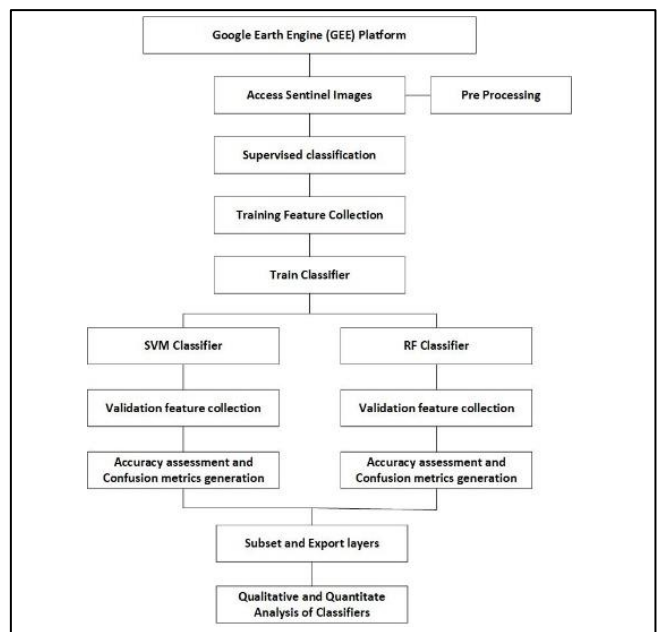 Google Earth Engine (GEE) Platform
Access Sentinel Images
Pre Processing
Supervised classification
Training Feature Collection
Train Classifier
SVM Classifier
RF Classifier
Validation feature collection
Validation feature collection
Accuracy assessment and
Confusion metrics generation
Accuracy assessment and
Confusion metrics generation
Subset and Export layers
Qualitative and Quantitate
Analysis of Classifiers